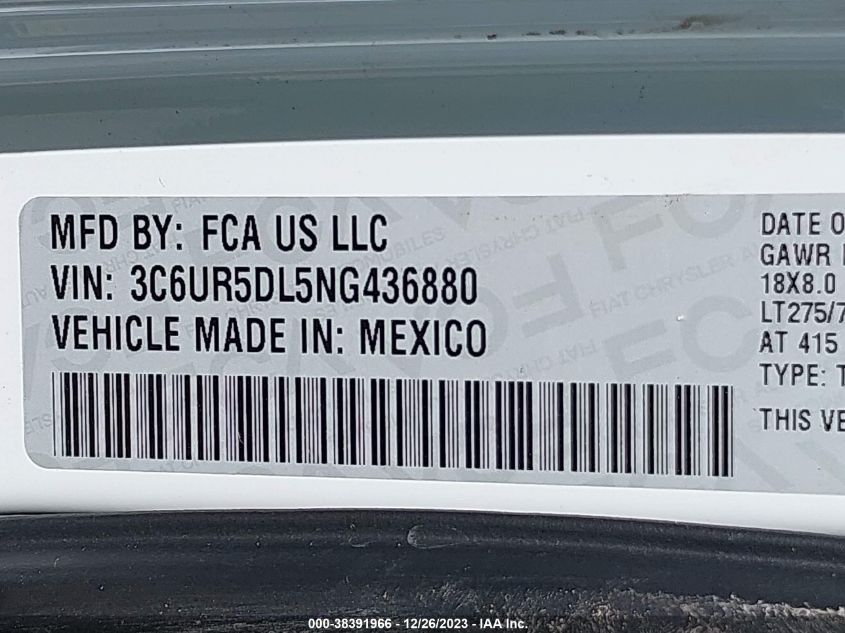 MFD BY: FCA US LLC
VIN: 3C6UR5DL5NG436880
VEHICLE MADE IN: MEXICO
DATE O
GAWR
18X8.0
LT275/7
AT 415
TYPE: T
THIS VE
000-38391966 - 12/26/2023 - IAA Inc.